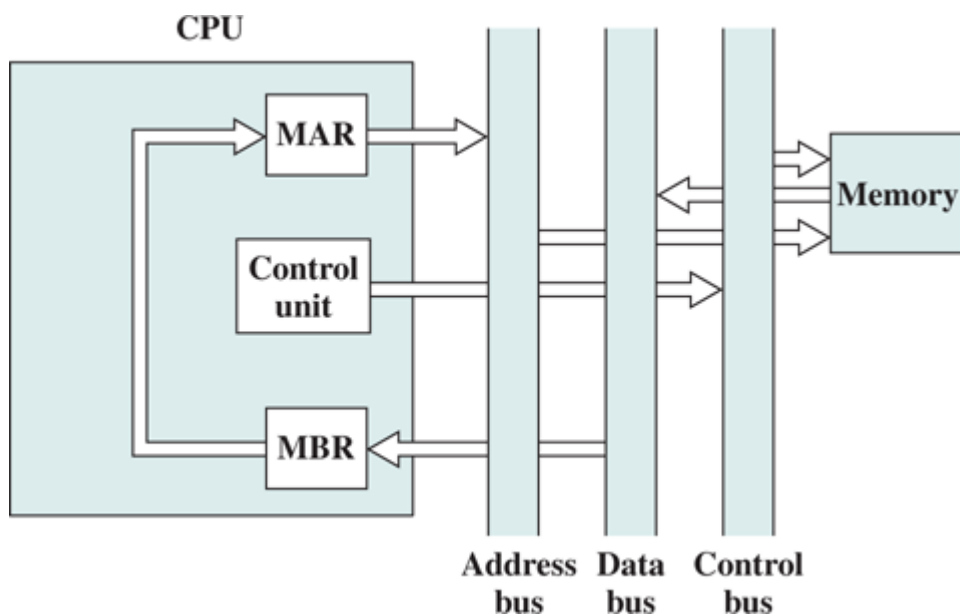 CPU
MAR
Memory
Control
unit
MBR
Address
bus
Data
bus
Control
bus